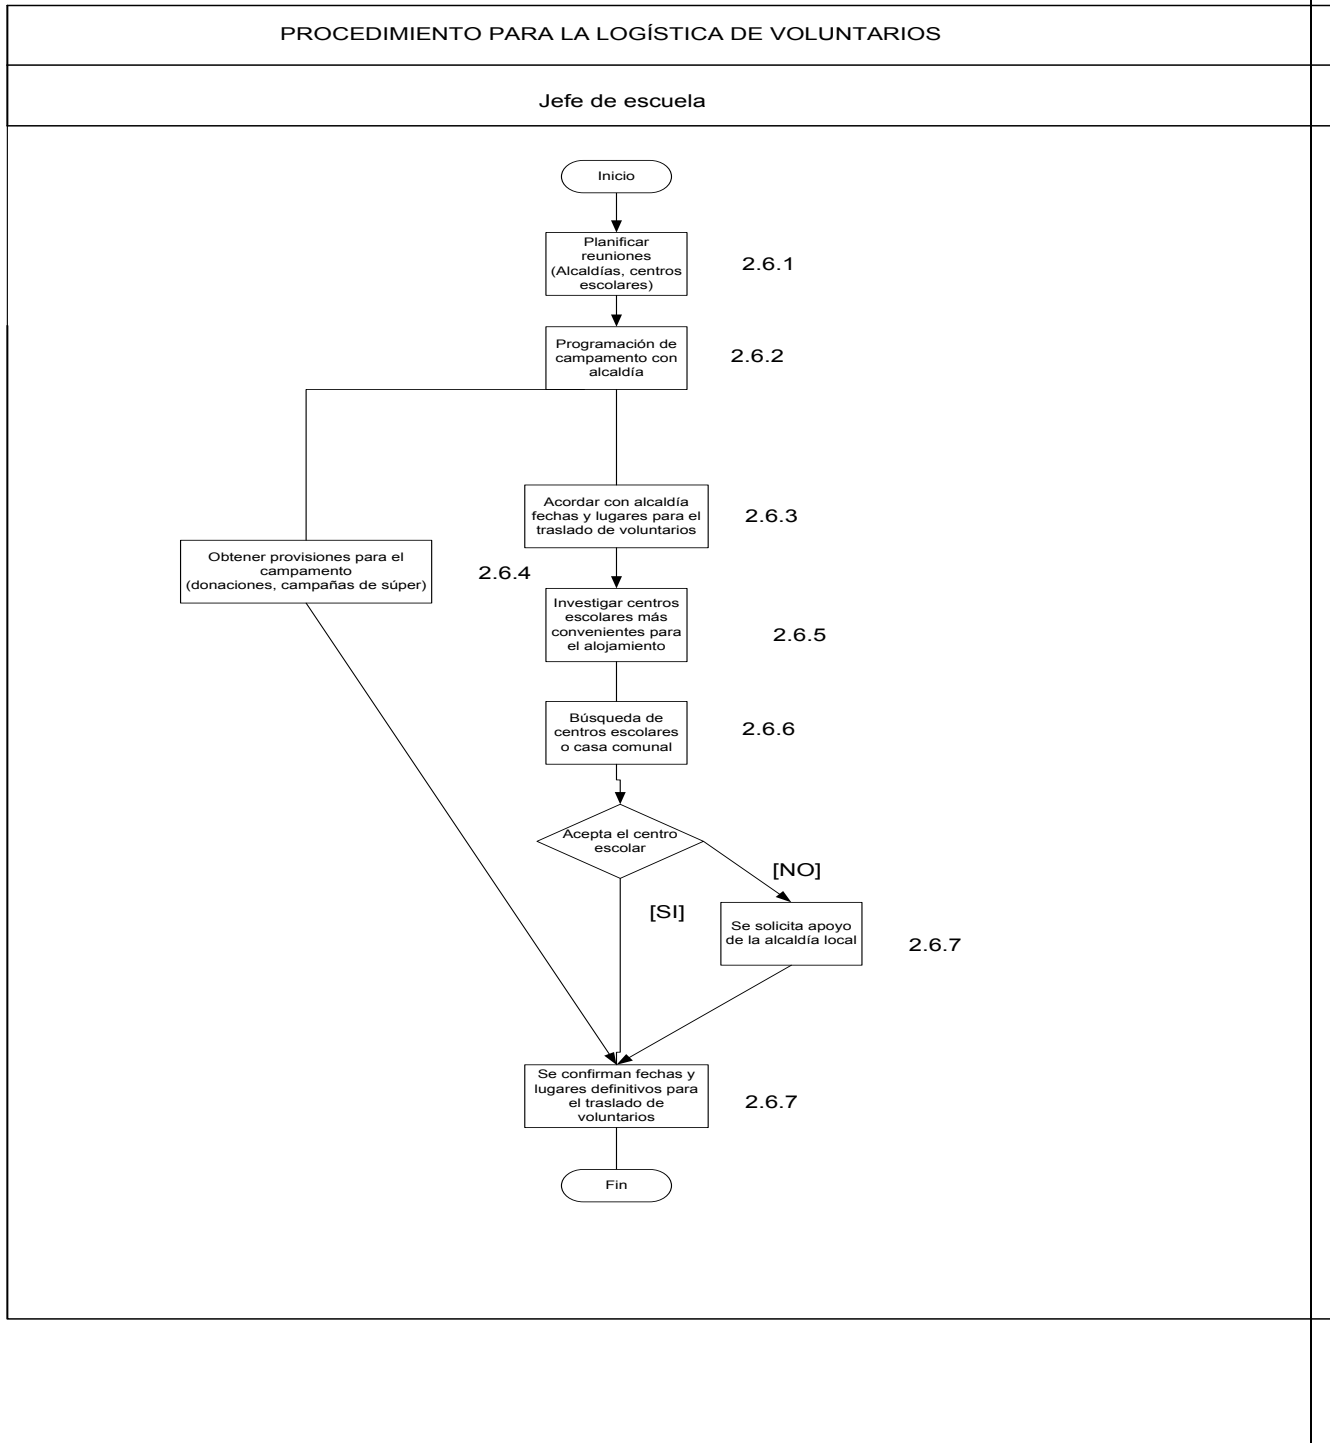 PROCEDIMIENTO PARA LA LOGÍSTICA DE VOLUNTARIOS
Jefe de escuela
Inicio
Planificar
reuniones
(Alcaldías, centros
escolares)
2.6.1
Programación de
campamento con
alcaldía
2.6.2
Acordar con alcaldía
fechas y lugares para el
traslado de voluntarios
2.6.3
Obtener provisiones para el
campamento
(donaciones, campañas de súper)
2.6.4
Investigar centros
escolares más
convenientes para
el alojamiento
2.6.5
Búsqueda de
centros escolares
o casa comunal
2.6.6
Acepta el centro
escolar
[NO]
[SI]
Se solicita apoyo
de la alcaldía local
2.6.7
Se confirman fechas y
lugares definitivos para
el traslado de
voluntarios
2.6.7
Fin